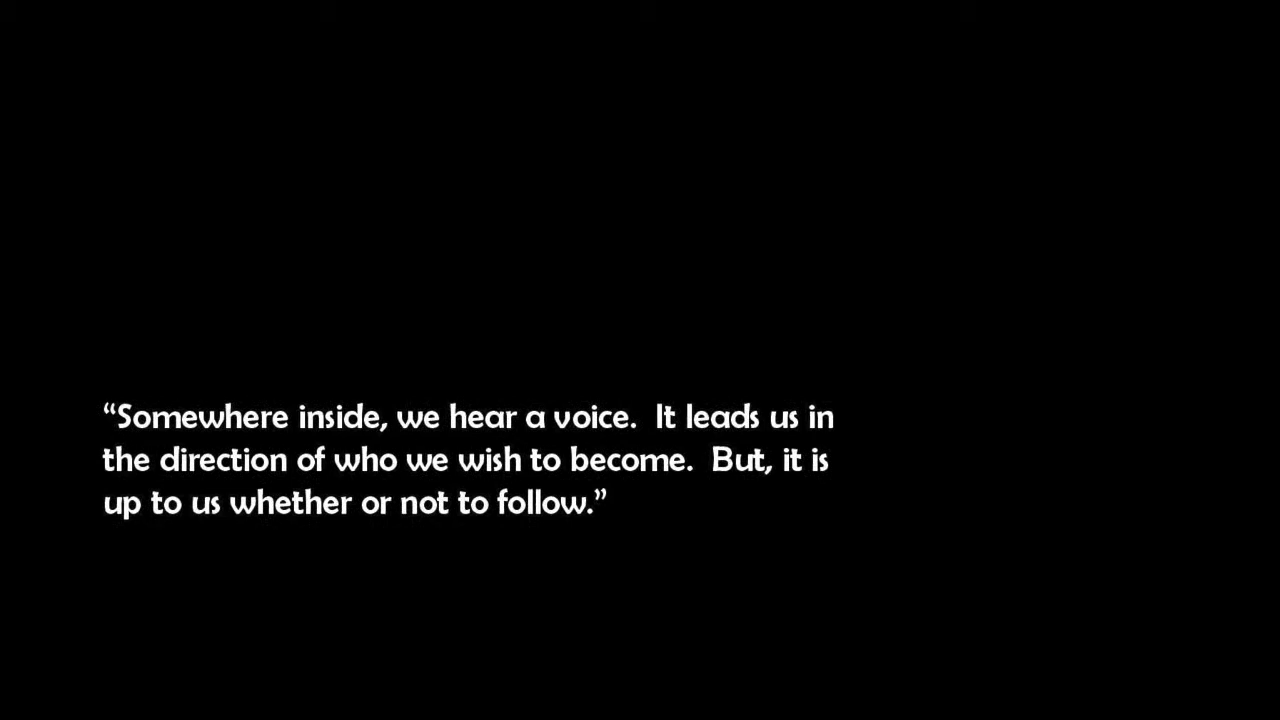 “Somewhere inside, we hear a voice.  It leads us in
the direction of who we wish to become.  But, it is
up to us whether or not to follow.”